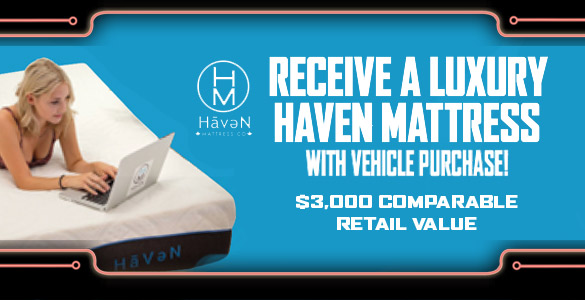 HM
HāvəN
MATTRESS CO
RECEIVE A LUXURY
HAVEN MATTRESS
WITH VEHICLE PURCHASE!
$3,000 COMPARABLE
RETAIL VALUE
HāVəN